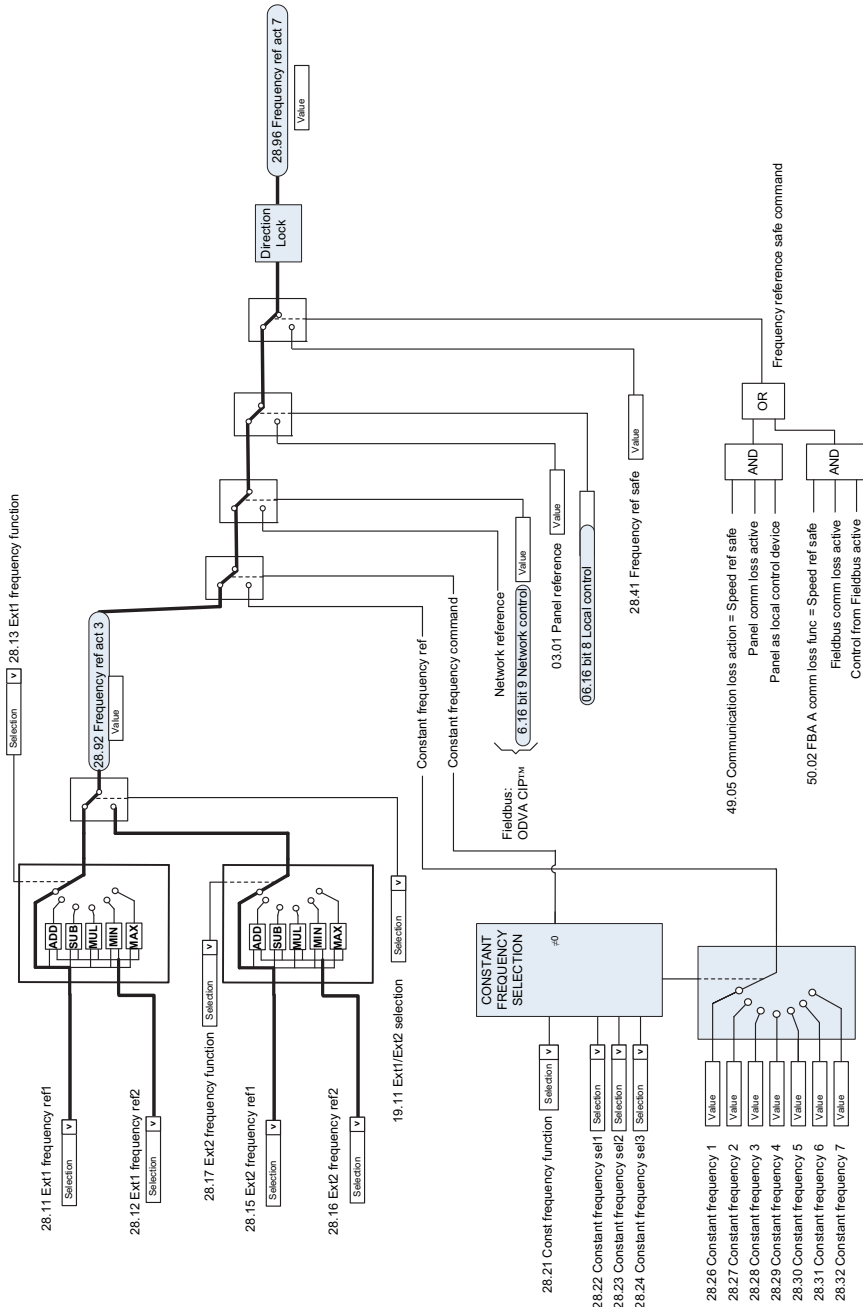 28.11 Ext1 frequency ref1
Selection v
28.12 Ext1 frequency ref2
Selection v
28.13 Ext1 frequency function
Selection v
ADD
SUB
MUL
MIN
MAX
28.17 Ext2 frequency function
Selection v
28.15 Ext2 frequency ref1
Selection v
28.16 Ext2 frequency ref2
Selection v
ADD
SUB
MUL
MIN
MAX
19.11 Ext1/Ext2 selection
Selection v
28.92 Frequency ref act 3
Value
28.21 Const frequency function
Selection v
28.22 Constant frequency sel1
Selection v
28.23 Constant frequency sel2
Selection v
28.24 Constant frequency sel3
Selection v
CONSTANT
FREQUENCY
SELECTION
≠0
28.26 Constant frequency 1
Value
28.27 Constant frequency 2
Value
28.28 Constant frequency 3
Value
28.29 Constant frequency 4
Value
28.30 Constant frequency 5
Value
28.31 Constant frequency 6
Value
28.32 Constant frequency 7
Value
Constant frequency ref
Constant frequency command
Fieldbus:
ODVA CIP™
Network reference
6.16 bit 9 Network control
Value
03.01 Panel reference
Value
06.16 bit 8 Local control
28.41 Frequency ref safe
Value
49.05 Communication loss action = Speed ref safe
Panel comm loss active
Panel as local control device
AND
50.02 FBA A comm loss func = Speed ref safe
Fieldbus comm loss active
Control from Fieldbus active
AND
OR
Frequency reference safe command
Direction
Lock
28.96 Frequency ref act 7
Value